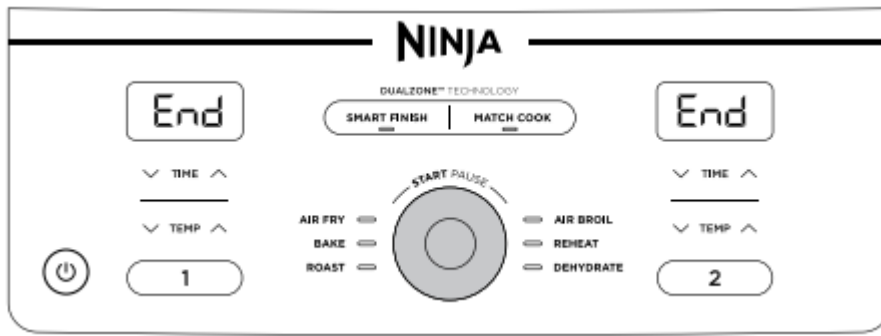 NINJA
DUALZONE™ TECHNOLOGY
End
SMART FINISH | MATCH COOK
End
TIME
START PAUSE
TIME
TEMP
AIR FRY
BAKE
ROAST
AIR BROIL
REHEAT
DEHYDRATE
TEMP
1
2